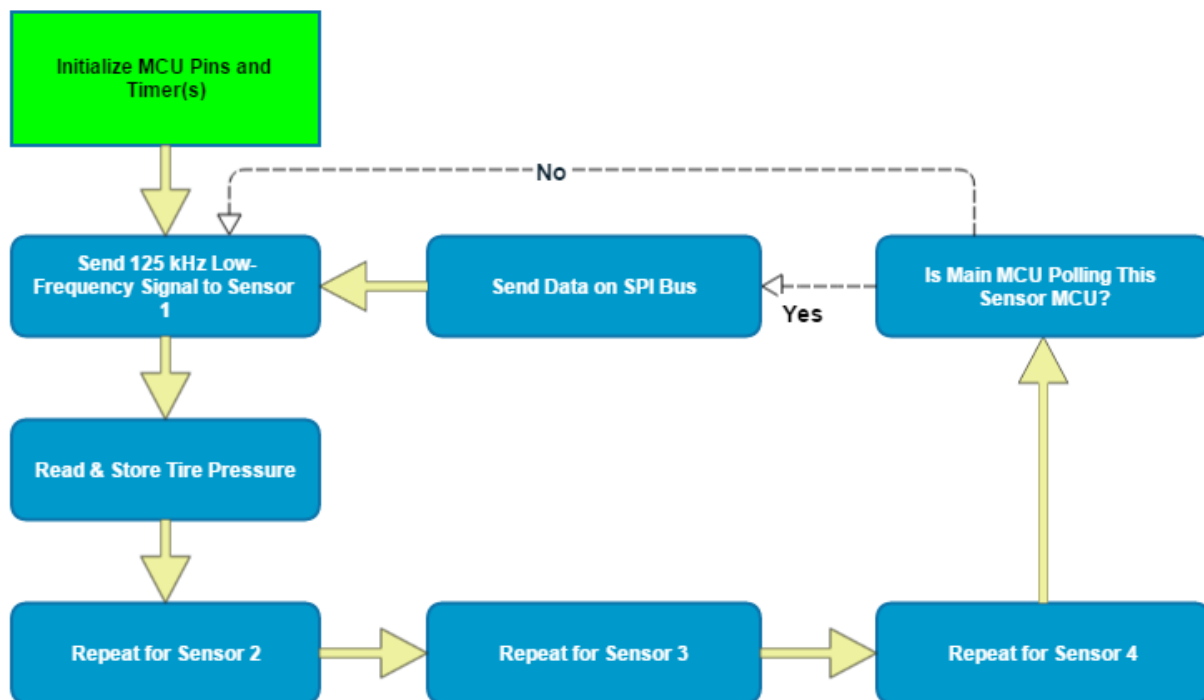 Initialize MCU Pins and
Timer(s)
No
Send 125 kHz Low-
Frequency Signal to Sensor
1
Send Data on SPI Bus
Is Main MCU Polling This
Sensor MCU?
Yes
Read & Store Tire Pressure
Repeat for Sensor 2
Repeat for Sensor 3
Repeat for Sensor 4